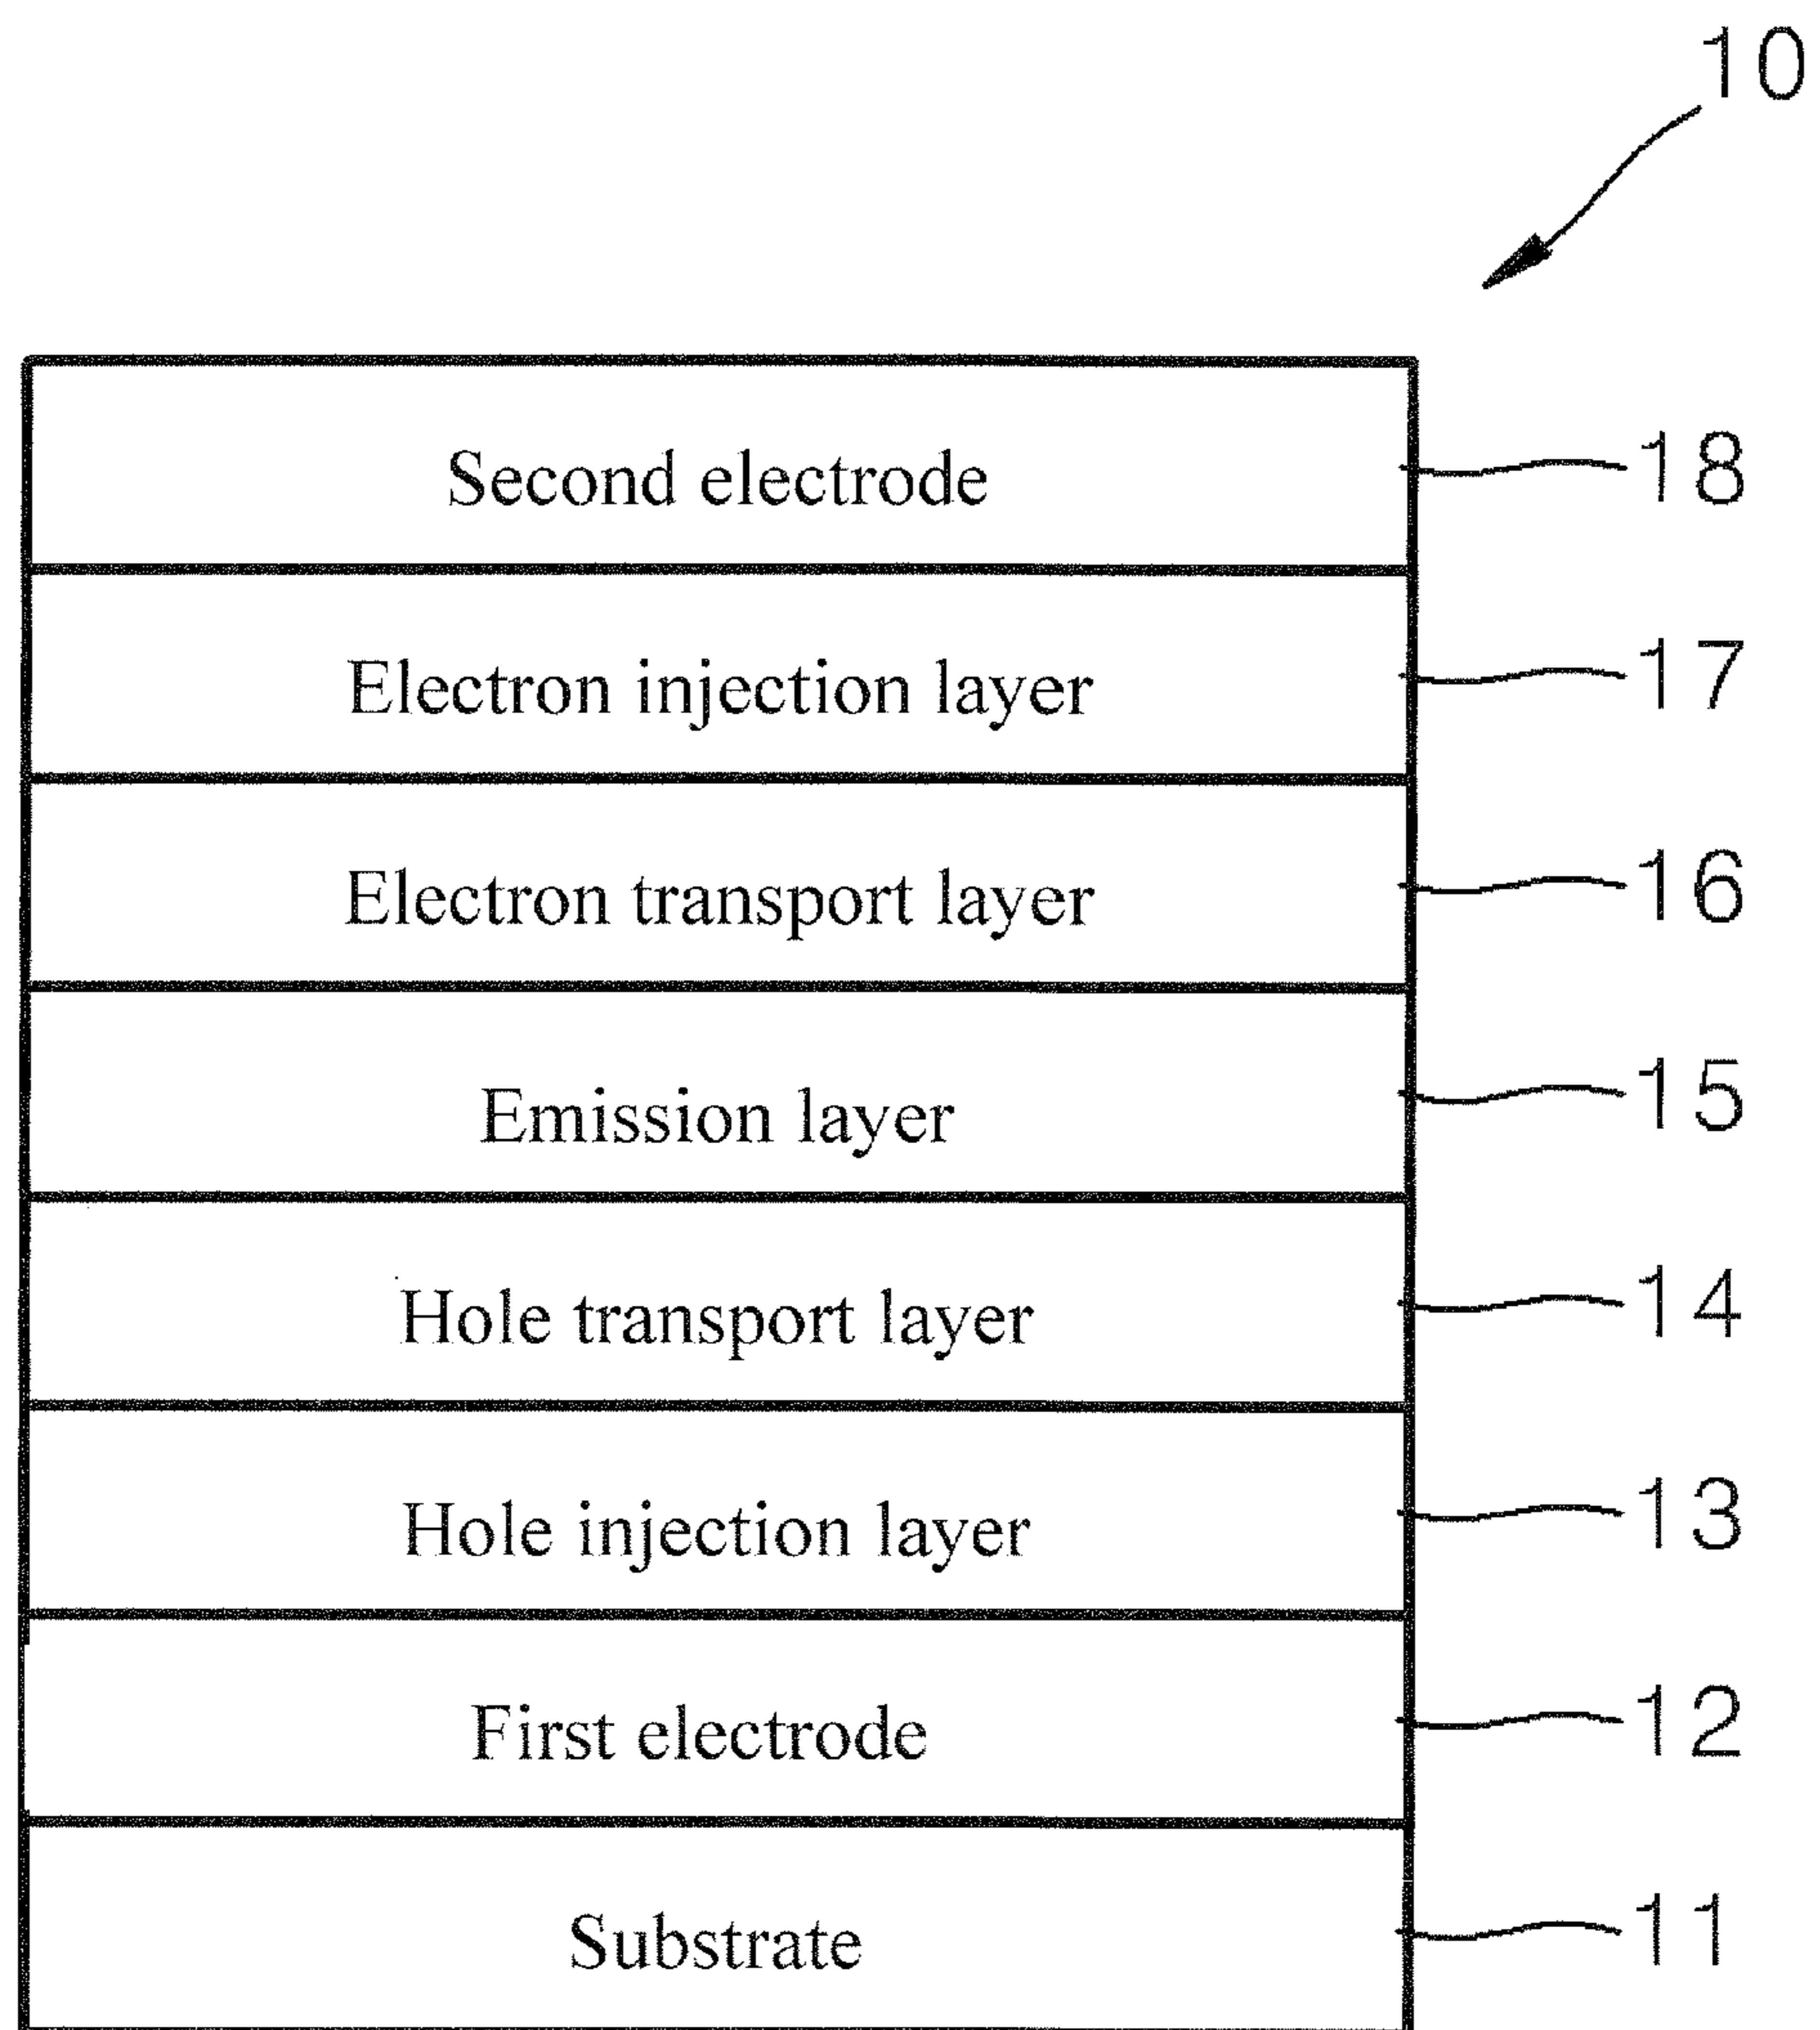 10
Second electrode 18
Electron injection layer 17
Electron transport layer 16
Emission layer 15
Hole transport layer 14
Hole injection layer 13
First electrode 12
Substrate 11